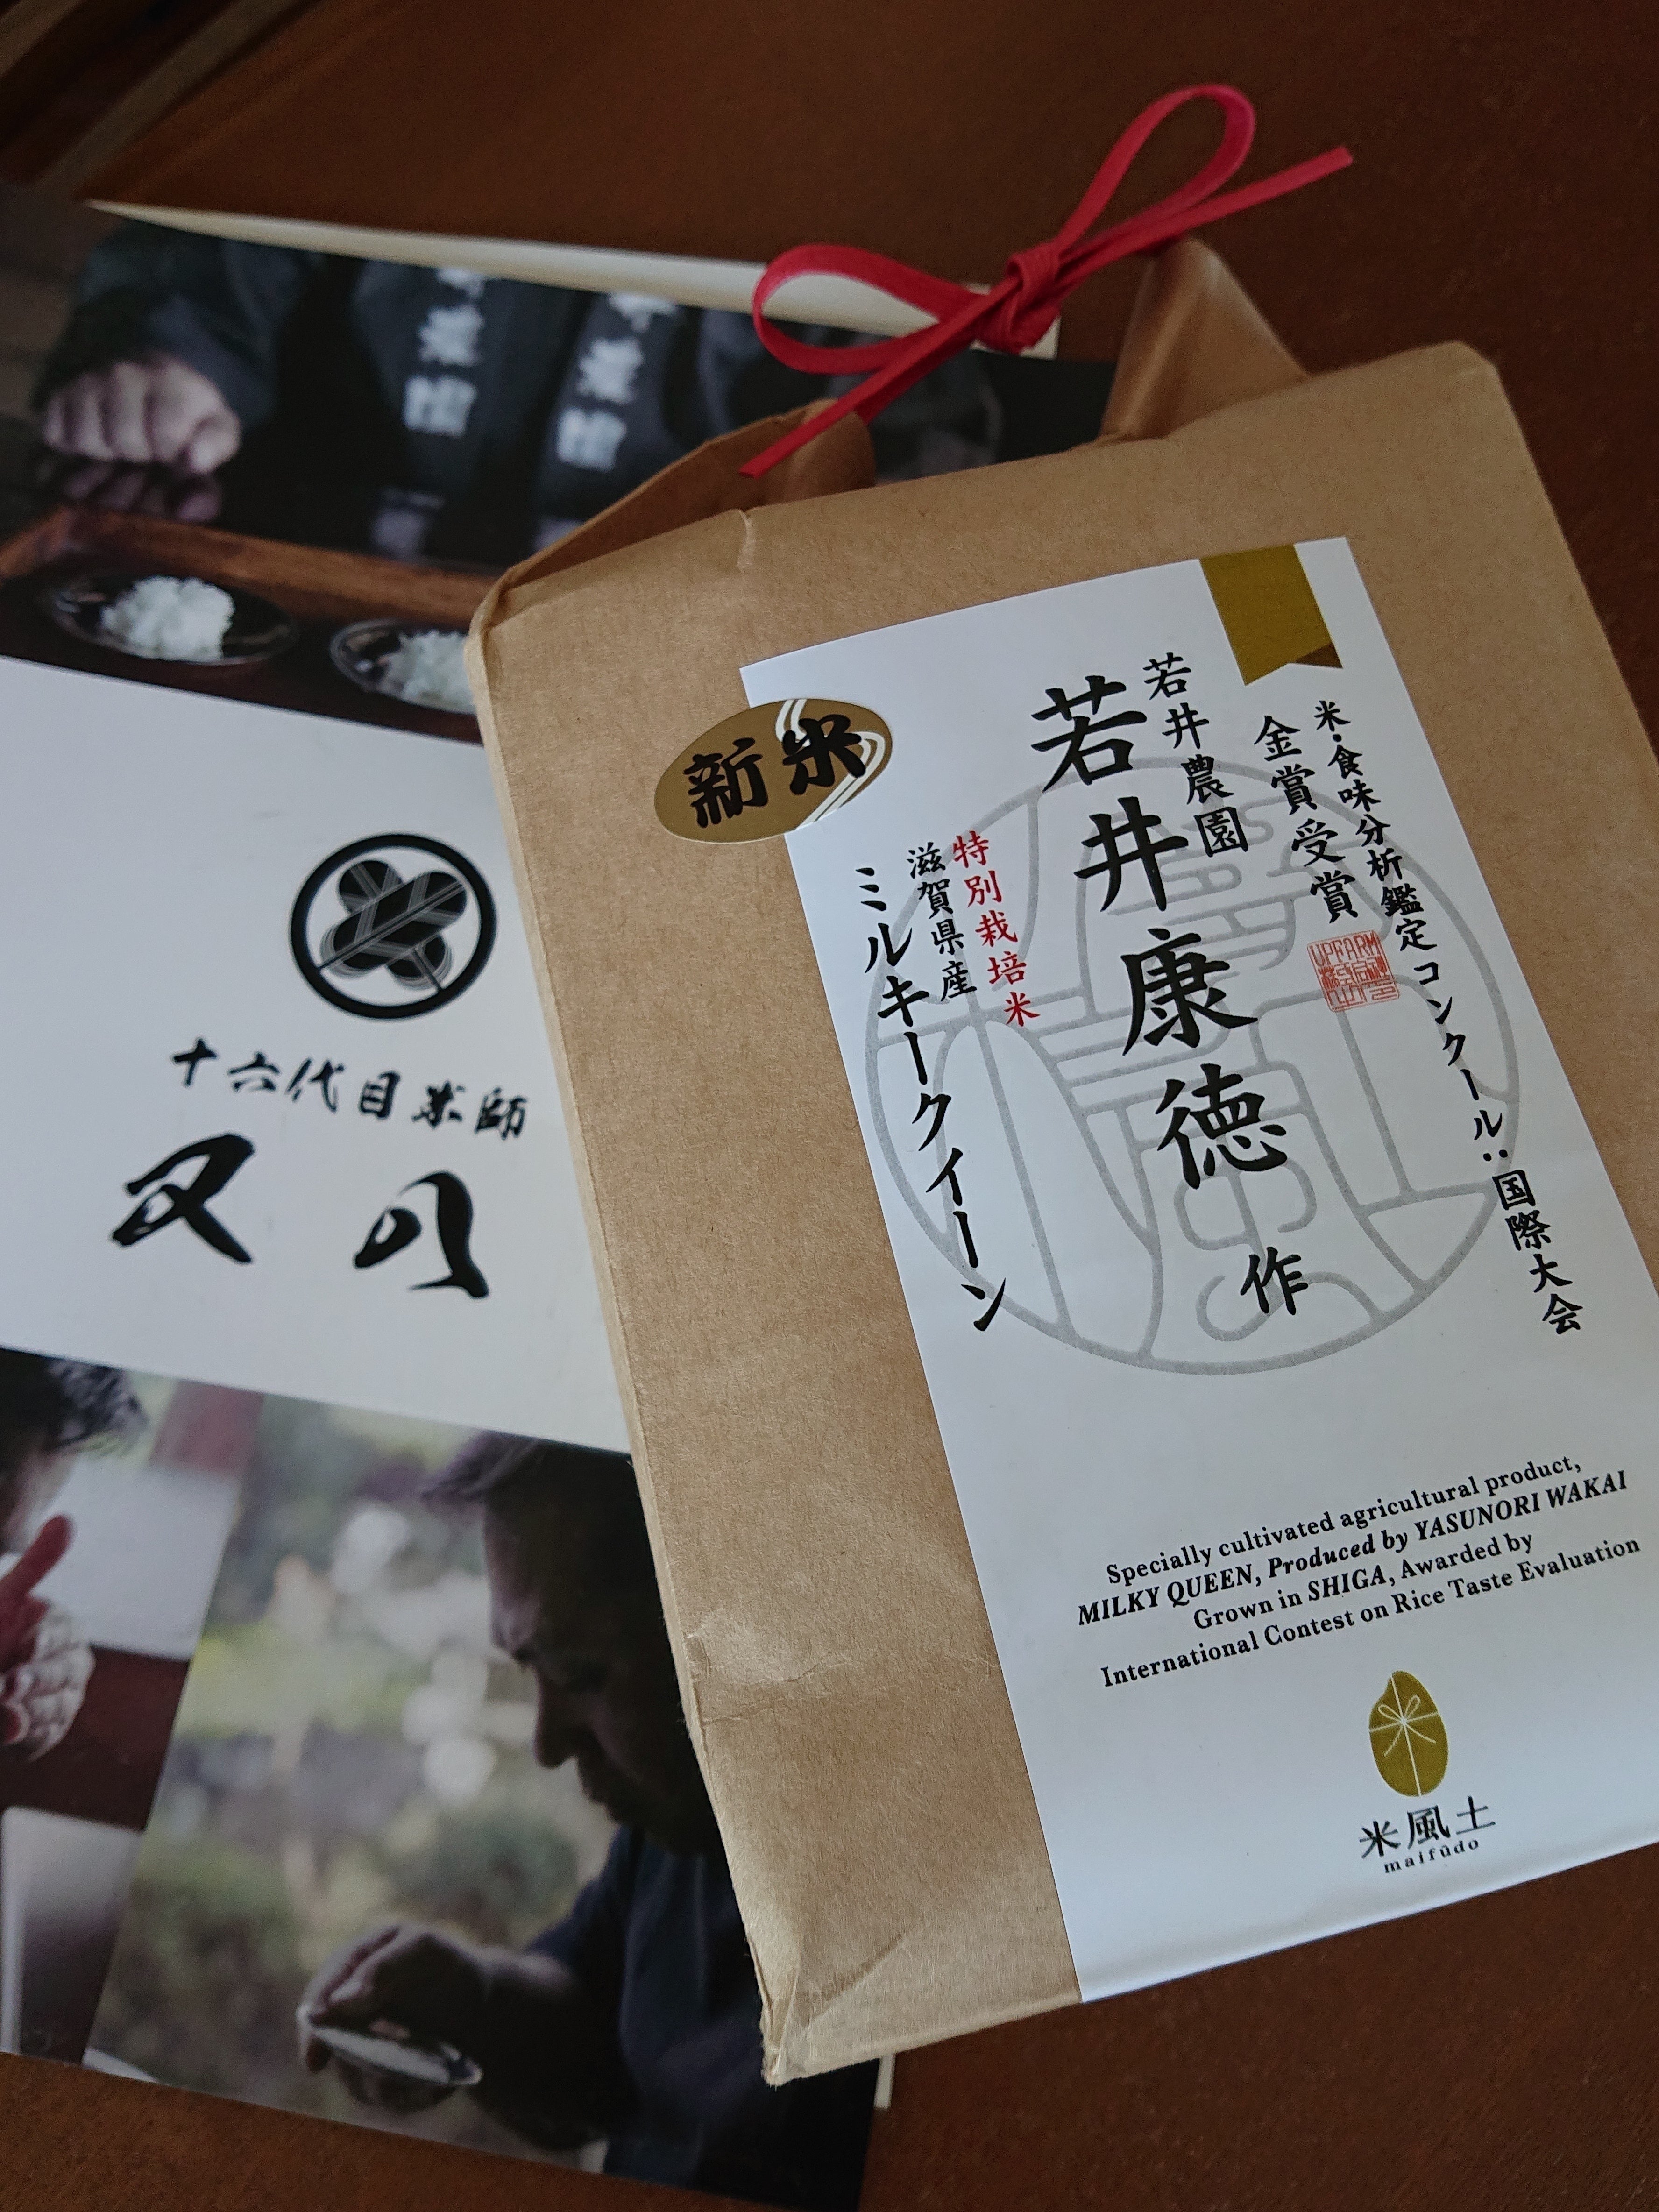 米・食味分析鑑定コンクール：国際大会
金賞受賞
UPFARM
若井農園
若井康徳 作
特別栽培米
滋賀県産
ミルキークイーン
新米
Specially cultivated agricultural product,
MILKY QUEEN, Produced by YASUNORI WAKAI
Grown in SHIGA, Awarded by
International Contest on Rice Taste Evaluation
米風土
maifūdo
十六代目米師
又八